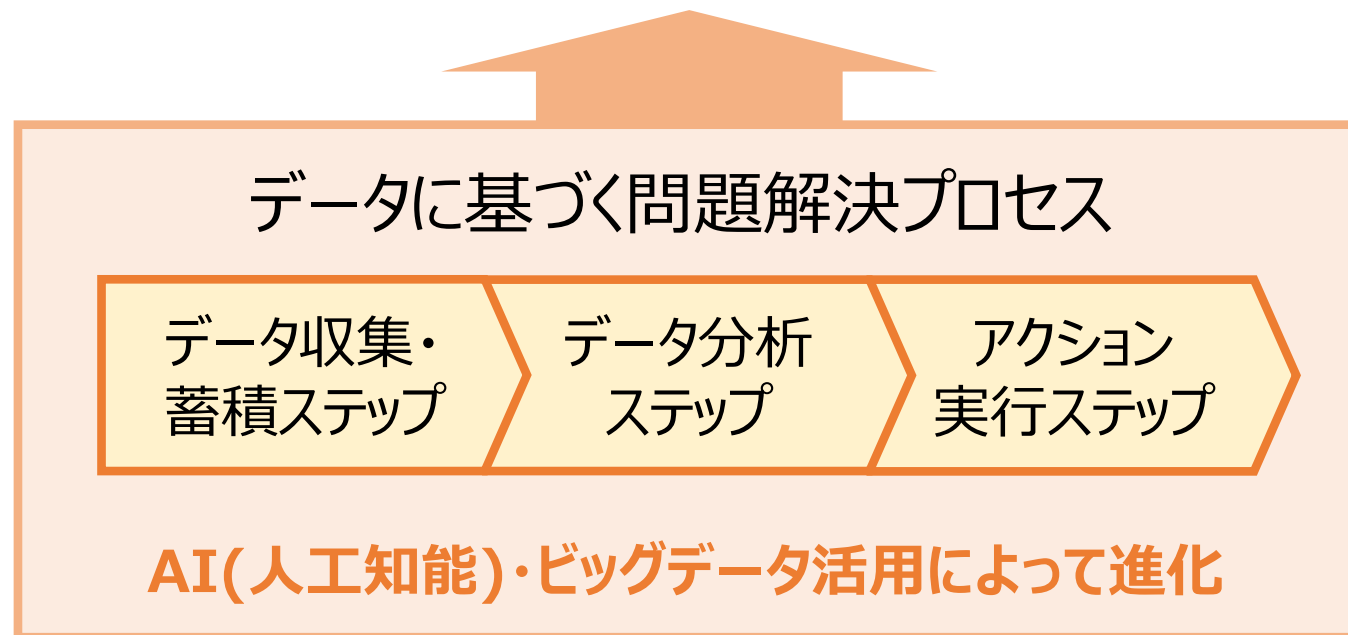 データに基づく問題解決プロセス
データ収集・
蓄積ステップ
データ分析
ステップ
アクション
実行ステップ
AI(人工知能)・ビッグデータ活用によって進化